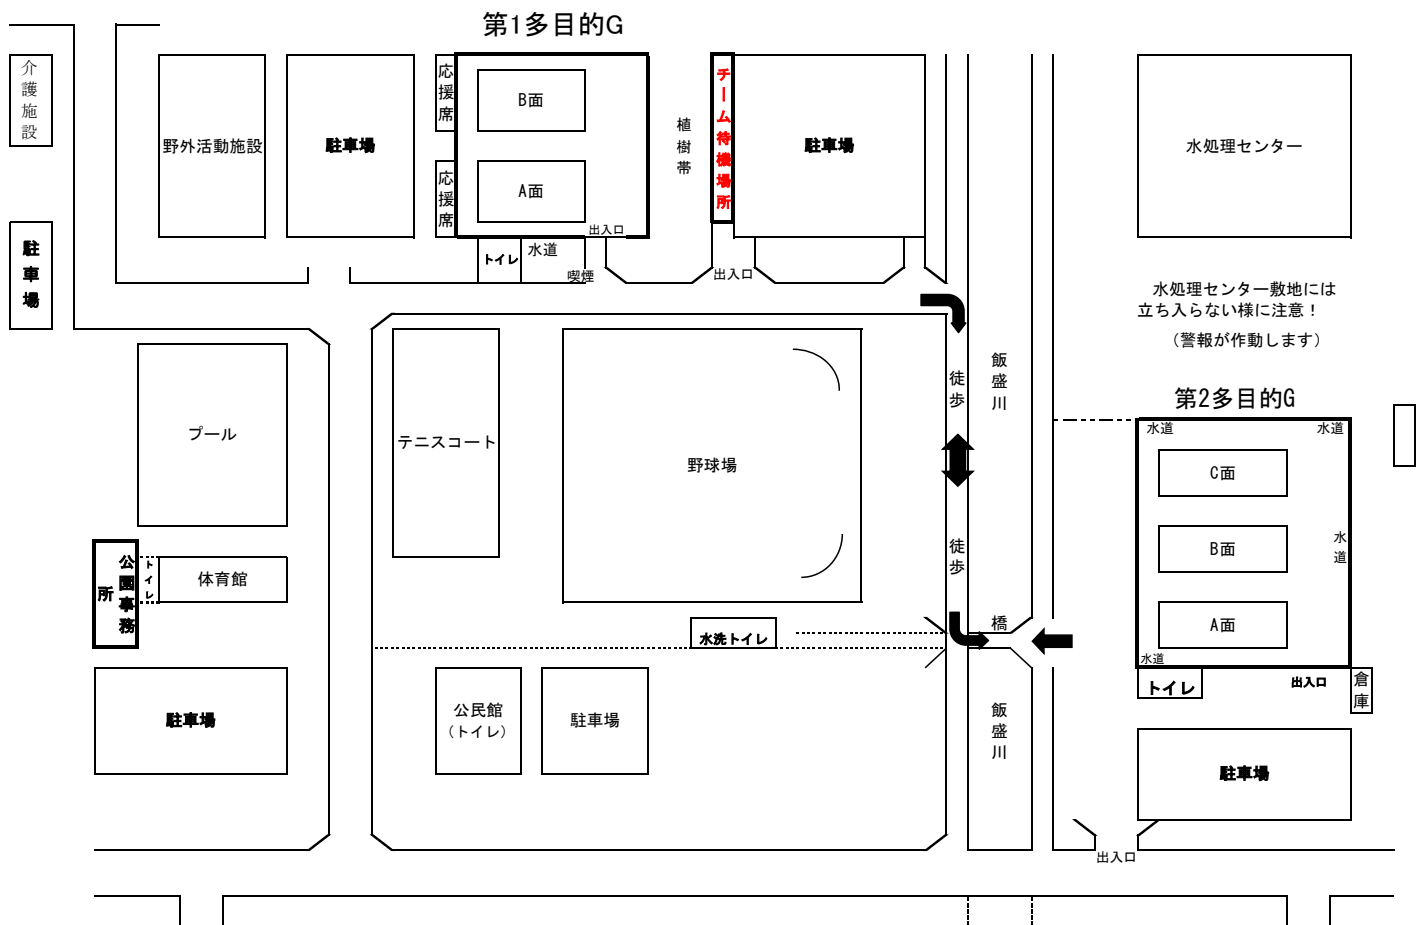 第1多目的G
介護施設
野外活動施設
駐車場
応援席
B面
応援席
A面
出入口
植樹帯
チーム待機場所
駐車場
水処理センター
駐車場
トイレ
水道
喫煙
出入口
水処理センター敷地には
立ち入らない様に注意！
（警報が作動します）
プール
テニスコート
野球場
徒歩
飯盛川
第2多目的G
水道
水道
C面
B面
水道
A面
水道
公園事務所
トイレ
体育館
徒歩
橋
水洗トイレ
トイレ
出入口
倉庫
駐車場
公民館
（トイレ）
駐車場
飯盛川
駐車場
出入口